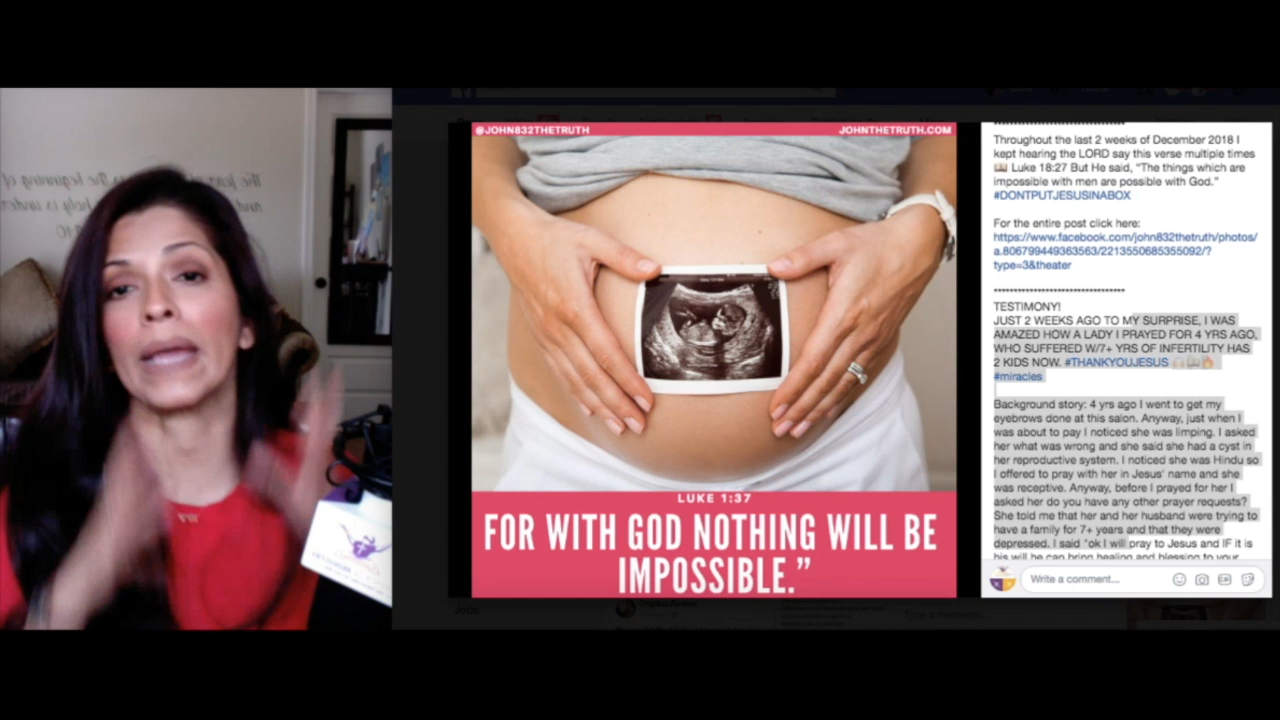 @JOHN832THETRUTH
JOHNTHETRUTH.COM
LUKE 1:37
FOR WITH GOD NOTHING WILL BE
IMPOSSIBLE.”
Throughout the last 2 weeks of December 2018 I
kept hearing the LORD say this verse multiple times
📖 Luke 18:27 But He said, “The things which are
impossible with men are possible with God.”
#DONTPUTJESUSINABOX
For the entire post click here:
https://www.facebook.com/john832thetruth/photos/
a.806799449363563/2213550685355092/?
type=3&theater
********************************
TESTIMONY!
JUST 2 WEEKS AGO TO MY SURPRISE, I WAS
AMAZED HOW A LADY I PRAYED FOR 4 YRS AGO,
WHO SUFFERED W/7+ YRS OF INFERTILITY HAS
2 KIDS NOW. #THANKYOUJESUS 🙌📖🔥
#miracles
Background story: 4 yrs ago I went to get my
eyebrows done at this salon. Anyway, just when I
was about to pay I noticed she was limping. I asked
her what was wrong and she said she had a cyst in
her reproductive system. I noticed she was Hindu so
I offered to pray with her in Jesus' name and she
was receptive. Anyway, before I prayed for her I
asked her do you have any other prayer requests?
She told me that her and her husband were trying to
have a family for 7+ years and that they were
depressed. I said "ok I will pray to Jesus and IF it is
his will he can bring healing and blessing to your
Write a comment...